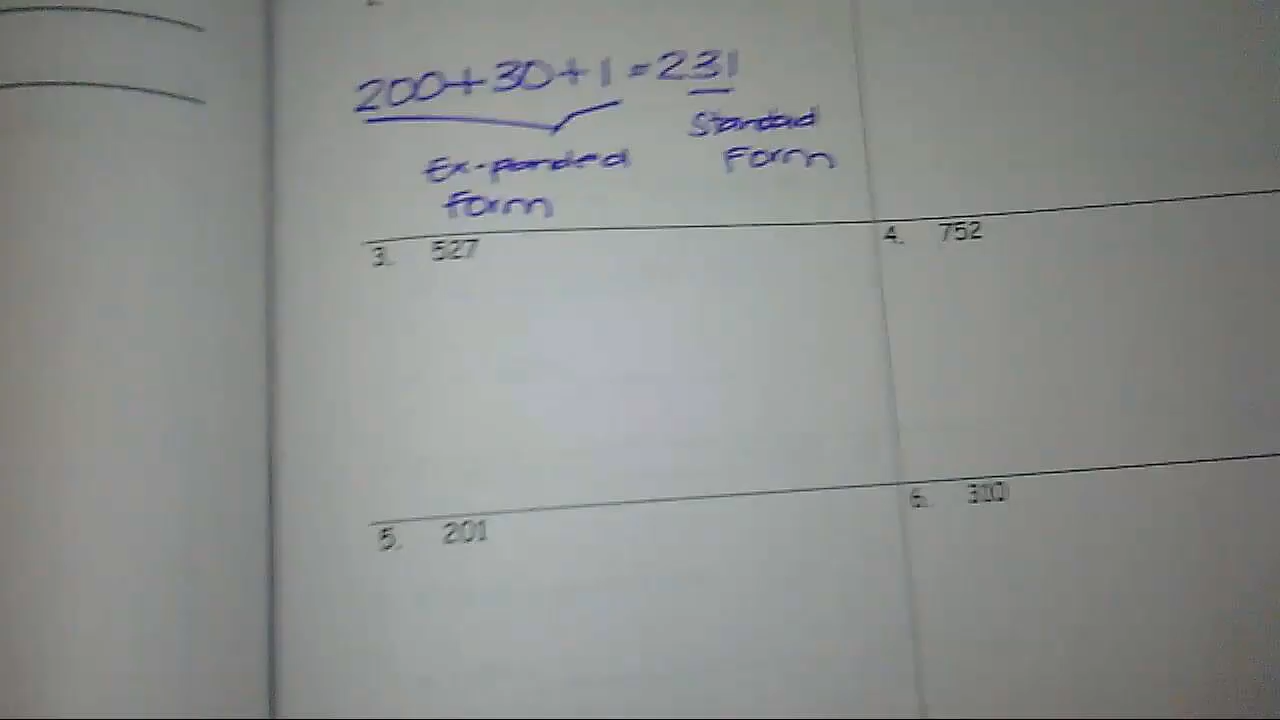 200+30+1=231
Standard
Form
Ex-panded
form
3. 527
4. 752
5. 201
6. 310